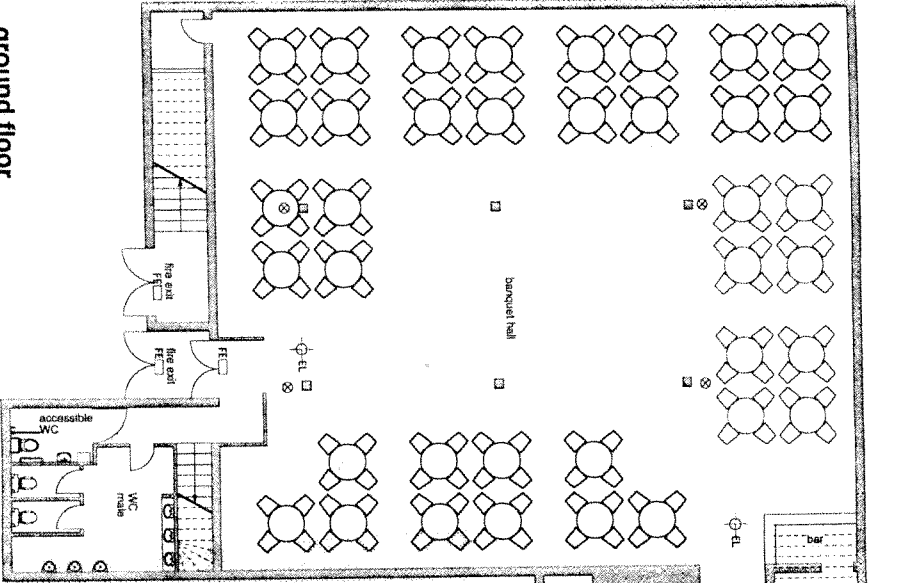 ground floor
fire exit
FE
fire exit
FE
FE
EL
banquet hall
accessible
WC
WC
male
EL
bar